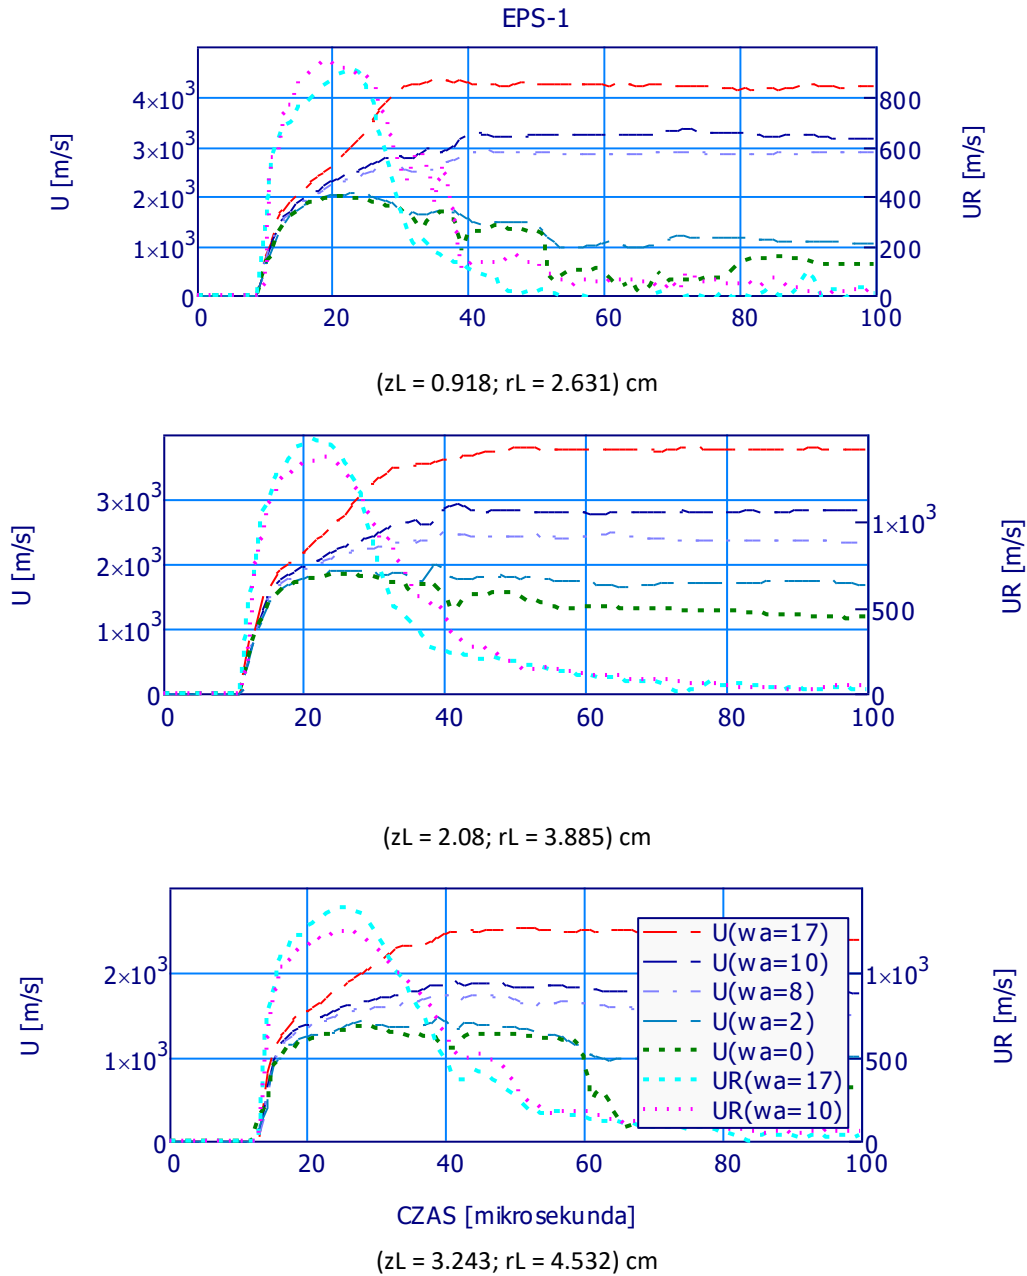 EPS-1
U [m/s]
4×10³
3×10³
2×10³
1×10³
0
800
600
400
200
0
UR [m/s]
0 20 40 60 80 100
(zL = 0.918; rL = 2.631) cm
U [m/s]
3×10³
2×10³
1×10³
0
1×10³
500
0
UR [m/s]
0 20 40 60 80 100
(zL = 2.08; rL = 3.885) cm
U [m/s]
2×10³
1×10³
0
U(wa=17)
U(wa=10)
U(wa=8)
U(wa=2)
U(wa=0)
UR(wa=17)
UR(wa=10)
1×10³
500
0
UR [m/s]
0 20 40 60 80 100
CZAS [mikrosekunda]
(zL = 3.243; rL = 4.532) cm